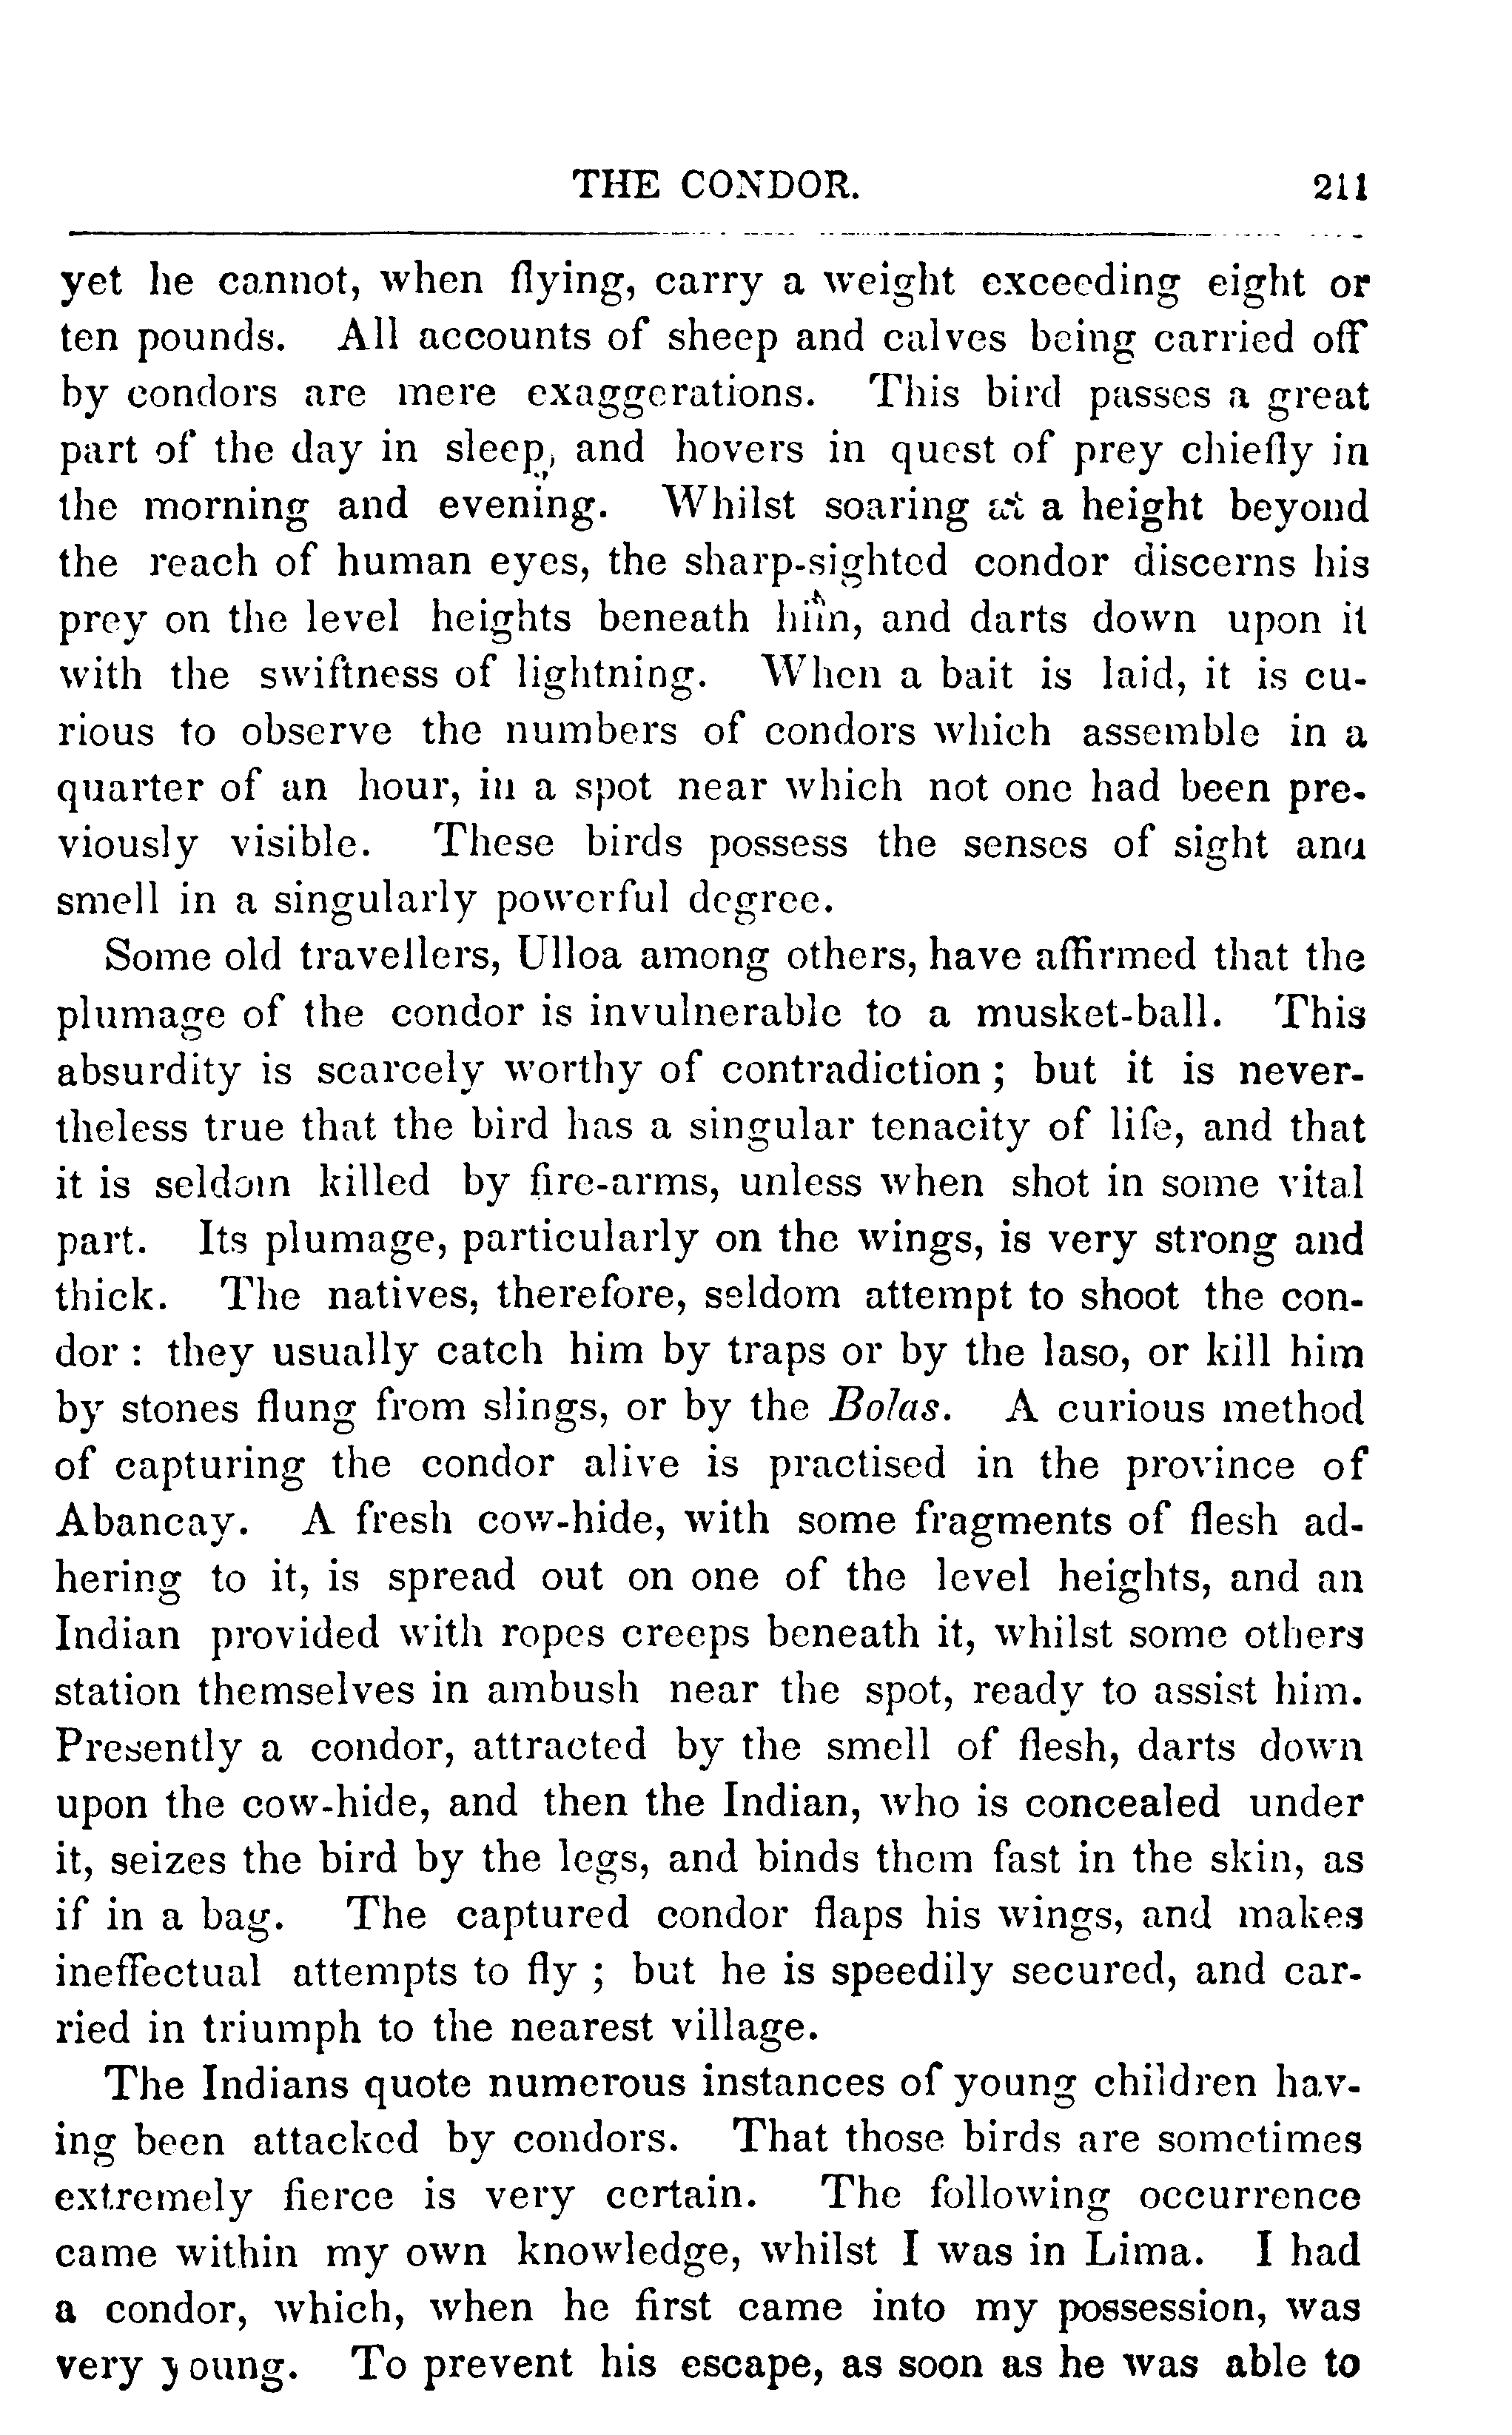 THE CONDOR. 211
yet he cannot, when flying, carry a weight exceeding eight or
ten pounds. All accounts of sheep and calves being carried off
by condors are mere exaggerations. This bird passes a great
part of the day in sleep, and hovers in quest of prey chiefly in
the morning and evening. Whilst soaring at a height beyond
the reach of human eyes, the sharp-sighted condor discerns his
prey on the level heights beneath him, and darts down upon it
with the swiftness of lightning. When a bait is laid, it is cu-
rious to observe the numbers of condors which assemble in a
quarter of an hour, in a spot near which not one had been pre-
viously visible. These birds possess the senses of sight and
smell in a singularly powerful degree.
Some old travellers, Ulloa among others, have affirmed that the
plumage of the condor is invulnerable to a musket-ball. This
absurdity is scarcely worthy of contradiction ; but it is never-
theless true that the bird has a singular tenacity of life, and that
it is seldom killed by fire-arms, unless when shot in some vital
part. Its plumage, particularly on the wings, is very strong and
thick. The natives, therefore, seldom attempt to shoot the con-
dor : they usually catch him by traps or by the laso, or kill him
by stones flung from slings, or by the Bolas. A curious method
of capturing the condor alive is practised in the province of
Abancay. A fresh cow-hide, with some fragments of flesh ad-
hering to it, is spread out on one of the level heights, and an
Indian provided with ropes creeps beneath it, whilst some others
station themselves in ambush near the spot, ready to assist him.
Presently a condor, attracted by the smell of flesh, darts down
upon the cow-hide, and then the Indian, who is concealed under
it, seizes the bird by the legs, and binds them fast in the skin, as
if in a bag. The captured condor flaps his wings, and makes
ineffectual attempts to fly ; but he is speedily secured, and car-
ried in triumph to the nearest village.
The Indians quote numerous instances of young children hav-
ing been attacked by condors. That those birds are sometimes
extremely fierce is very certain. The following occurrence
came within my own knowledge, whilst I was in Lima. I had
a condor, which, when he first came into my possession, was
very young. To prevent his escape, as soon as he was able to